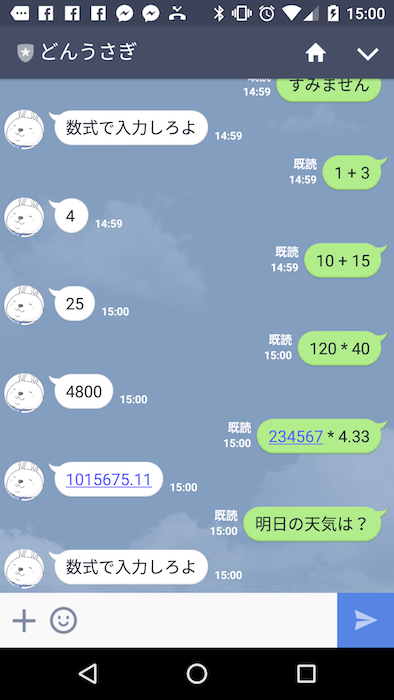 15:00
どんうさぎ
既読
14:59
すみません
数式で入力しろよ
14:59
既読
14:59
1 + 3
4
14:59
既読
14:59
10 + 15
25
15:00
既読
15:00
120 * 40
4800
15:00
既読
15:00
234567 * 4.33
1015675.11
15:00
既読
15:00
明日の天気は？
数式で入力しろよ
15:00